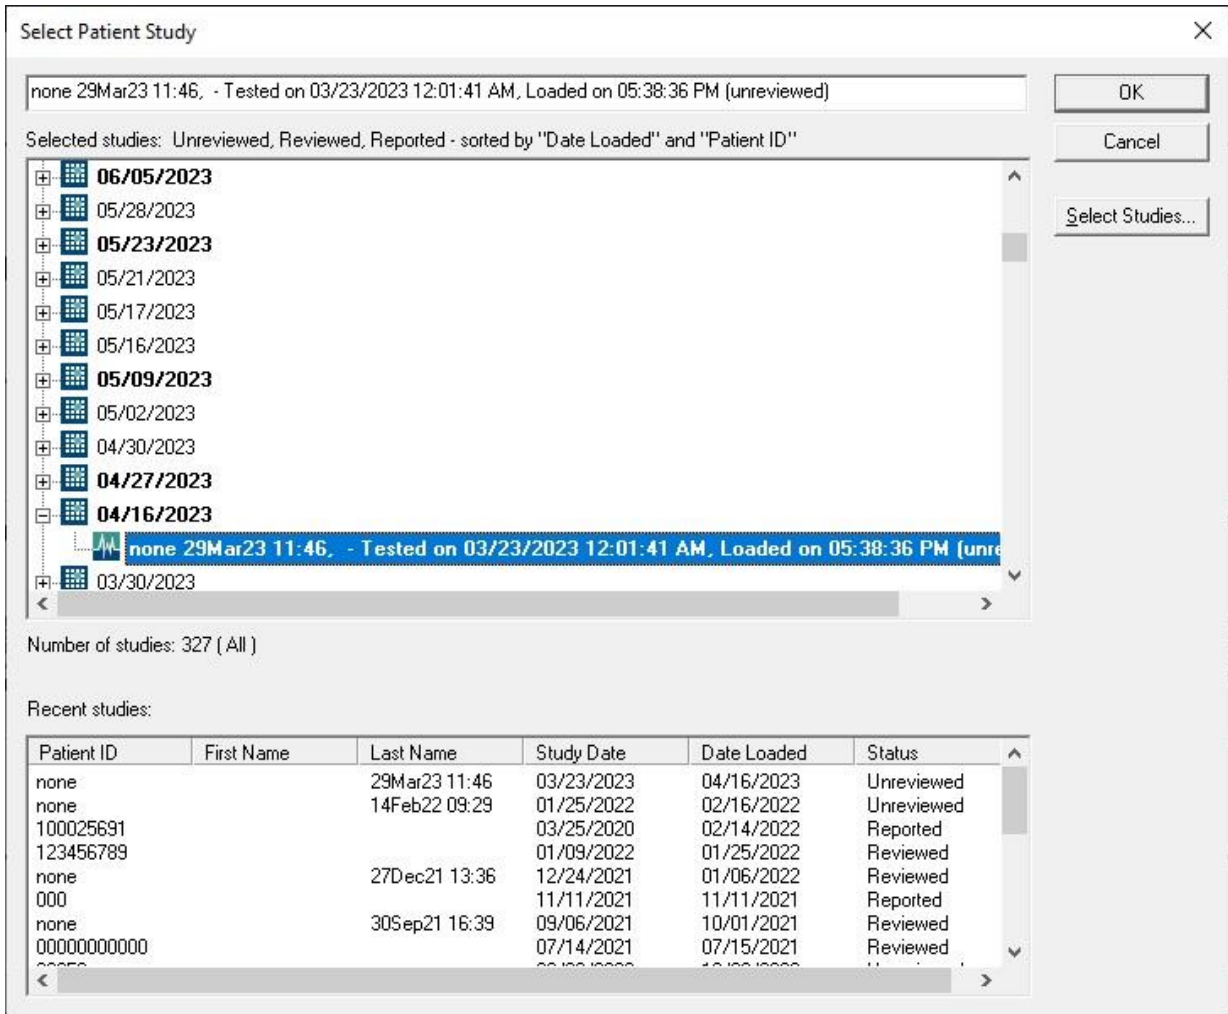 Select Patient Study
none 29Mar23 11:46,  - Tested on 03/23/2023 12:01:41 AM, Loaded on 05:38:36 PM (unreviewed)
OK
Selected studies:  Unreviewed, Reviewed, Reported - sorted by "Date Loaded" and "Patient ID"
Cancel
06/05/2023
05/28/2023
Select Studies...
05/23/2023
05/21/2023
05/17/2023
05/16/2023
05/09/2023
05/02/2023
04/30/2023
04/27/2023
04/16/2023
none 29Mar23 11:46,  - Tested on 03/23/2023 12:01:41 AM, Loaded on 05:38:36 PM (unre
03/30/2023
Number of studies: 327 ( All )
Recent studies:
Patient ID First Name Last Name Study Date Date Loaded Status
none 29Mar23 11:46 03/23/2023 04/16/2023 Unreviewed
none 14Feb22 09:29 01/25/2022 02/16/2022 Unreviewed
100025691 03/25/2020 02/14/2022 Reported
123456789 01/09/2022 01/25/2022 Reviewed
none 27Dec21 13:36 12/24/2021 01/06/2022 Reviewed
000 11/11/2021 11/11/2021 Reported
none 30Sep21 16:39 09/06/2021 10/01/2021 Reviewed
00000000000 07/14/2021 07/15/2021 Reviewed